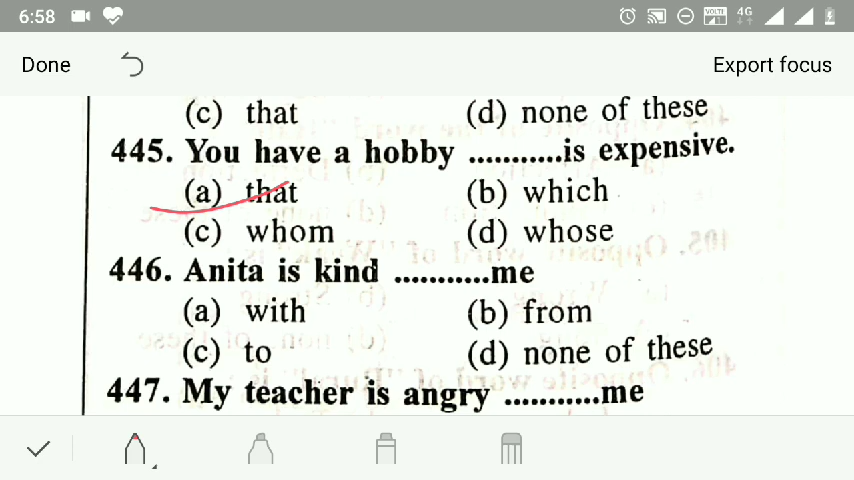 6:58 VOLTE 4G
Done Export focus
(c) that (d) none of these
445. You have a hobby ...........is expensive.
(a) that (b) which
(c) whom (d) whose
446. Anita is kind ...........me
(a) with (b) from
(c) to (d) none of these
447. My teacher is angry ...........me